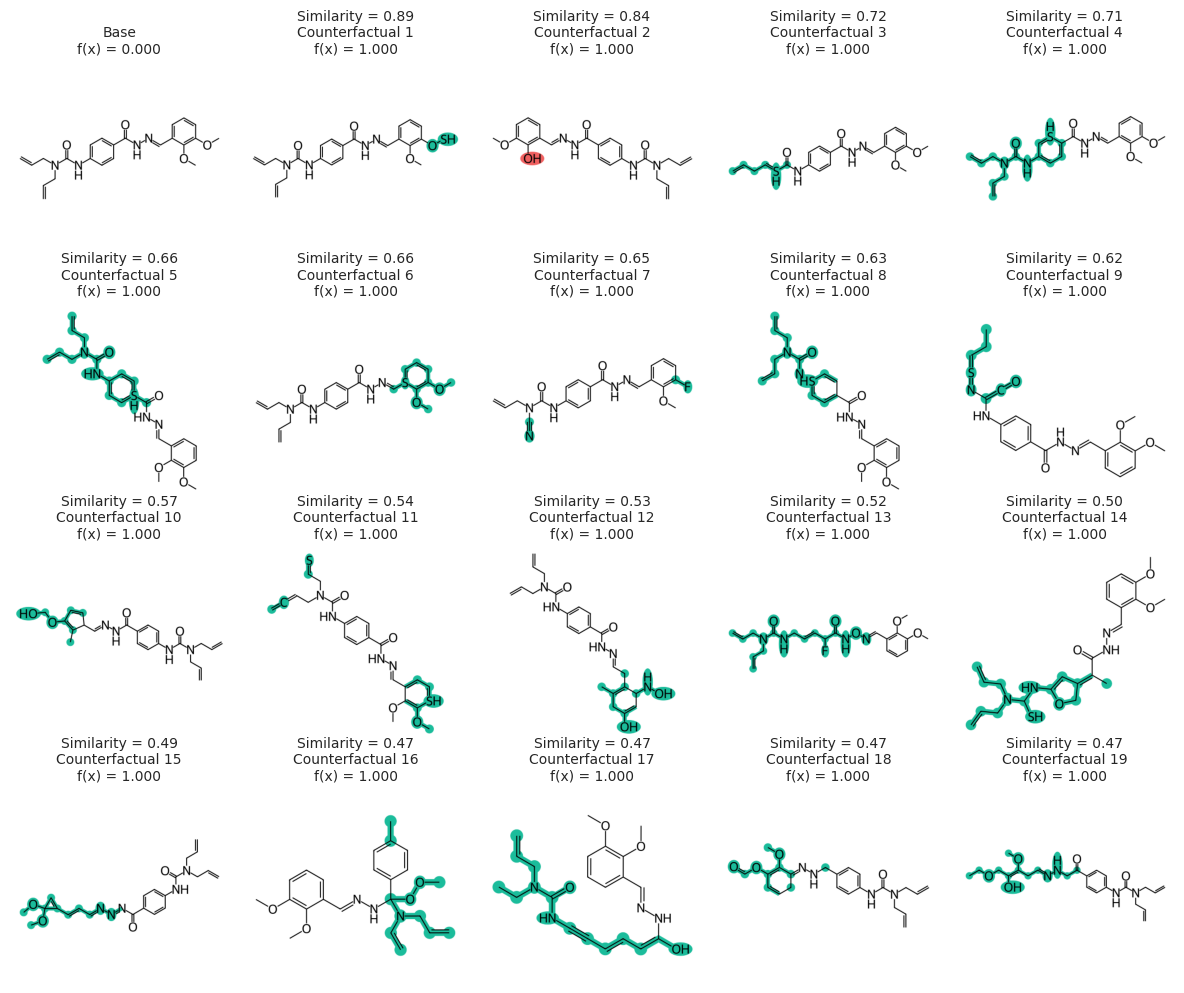 Base
f(x) = 0.000
Similarity = 0.89
Counterfactual 1
f(x) = 1.000
Similarity = 0.84
Counterfactual 2
f(x) = 1.000
Similarity = 0.72
Counterfactual 3
f(x) = 1.000
Similarity = 0.71
Counterfactual 4
f(x) = 1.000
Similarity = 0.66
Counterfactual 5
f(x) = 1.000
Similarity = 0.66
Counterfactual 6
f(x) = 1.000
Similarity = 0.65
Counterfactual 7
f(x) = 1.000
Similarity = 0.63
Counterfactual 8
f(x) = 1.000
Similarity = 0.62
Counterfactual 9
f(x) = 1.000
Similarity = 0.57
Counterfactual 10
f(x) = 1.000
Similarity = 0.54
Counterfactual 11
f(x) = 1.000
Similarity = 0.53
Counterfactual 12
f(x) = 1.000
Similarity = 0.52
Counterfactual 13
f(x) = 1.000
Similarity = 0.50
Counterfactual 14
f(x) = 1.000
Similarity = 0.49
Counterfactual 15
f(x) = 1.000
Similarity = 0.47
Counterfactual 16
f(x) = 1.000
Similarity = 0.47
Counterfactual 17
f(x) = 1.000
Similarity = 0.47
Counterfactual 18
f(x) = 1.000
Similarity = 0.47
Counterfactual 19
f(x) = 1.000